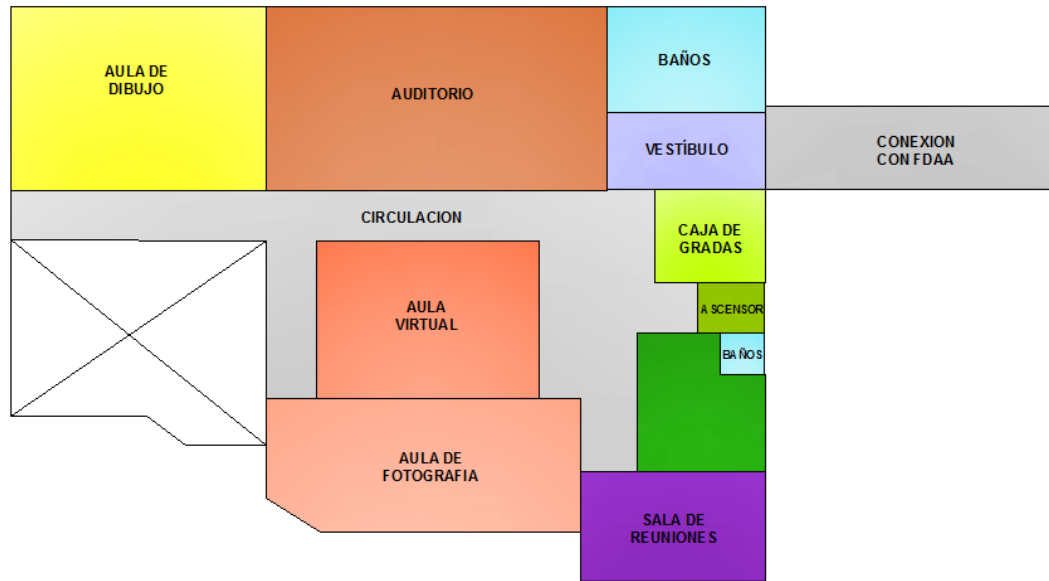 AULA DE
DIBUJO
AUDITORIO
BAÑOS
VESTÍBULO
CONEXION
CON FDAA
CIRCULACION
CAJA DE
GRADAS
AULA
VIRTUAL
ASCENSOR
BAÑOS
AULA DE
FOTOGRAFIA
SALA DE
REUNIONES